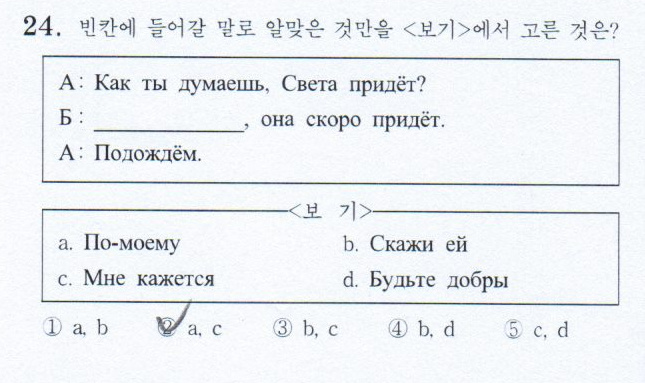 24. 빈칸에 들어갈 말로 알맞은 것만을 <보기>에서 고른 것은?
А: Как ты думаешь, Света придёт?
Б: ____________, она скоро придёт.
А: Подождём.
<보 기>
a. По-моему b. Скажи ей
c. Мне кажется d. Будьте добры
① a, b ② a, c ③ b, c ④ b, d ⑤ c, d